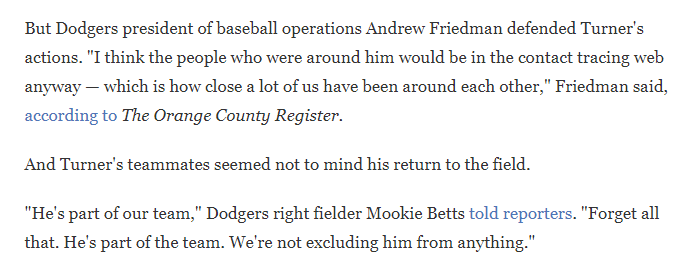 But Dodgers president of baseball operations Andrew Friedman defended Turner's
actions. "I think the people who were around him would be in the contact tracing web
anyway — which is how close a lot of us have been around each other," Friedman said,
according to The Orange County Register.
And Turner's teammates seemed not to mind his return to the field.
"He's part of our team," Dodgers right fielder Mookie Betts told reporters. "Forget all
that. He's part of the team. We're not excluding him from anything."